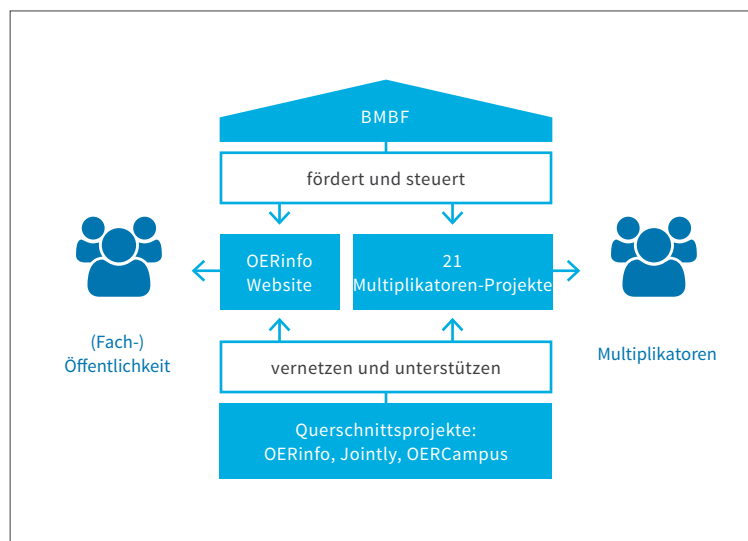 BMBF
fördert und steuert
OERinfo
Website
21
Multiplikatoren-Projekte
(Fach-)
Öffentlichkeit
Multiplikatoren
vernetzen und unterstützen
Querschnittsprojekte:
OERinfo, Jointly, OERCampus